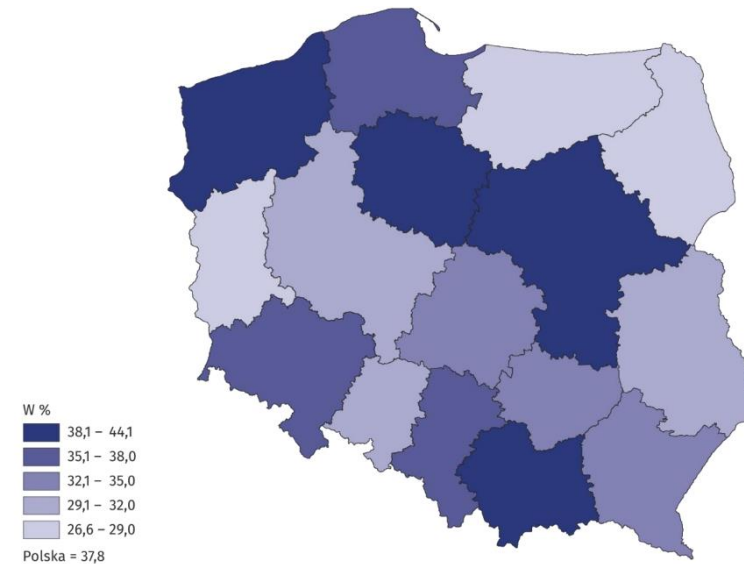 W %
38,1 – 44,1
35,1 – 38,0
32,1 – 35,0
29,1 – 32,0
26,6 – 29,0
Polska = 37,8